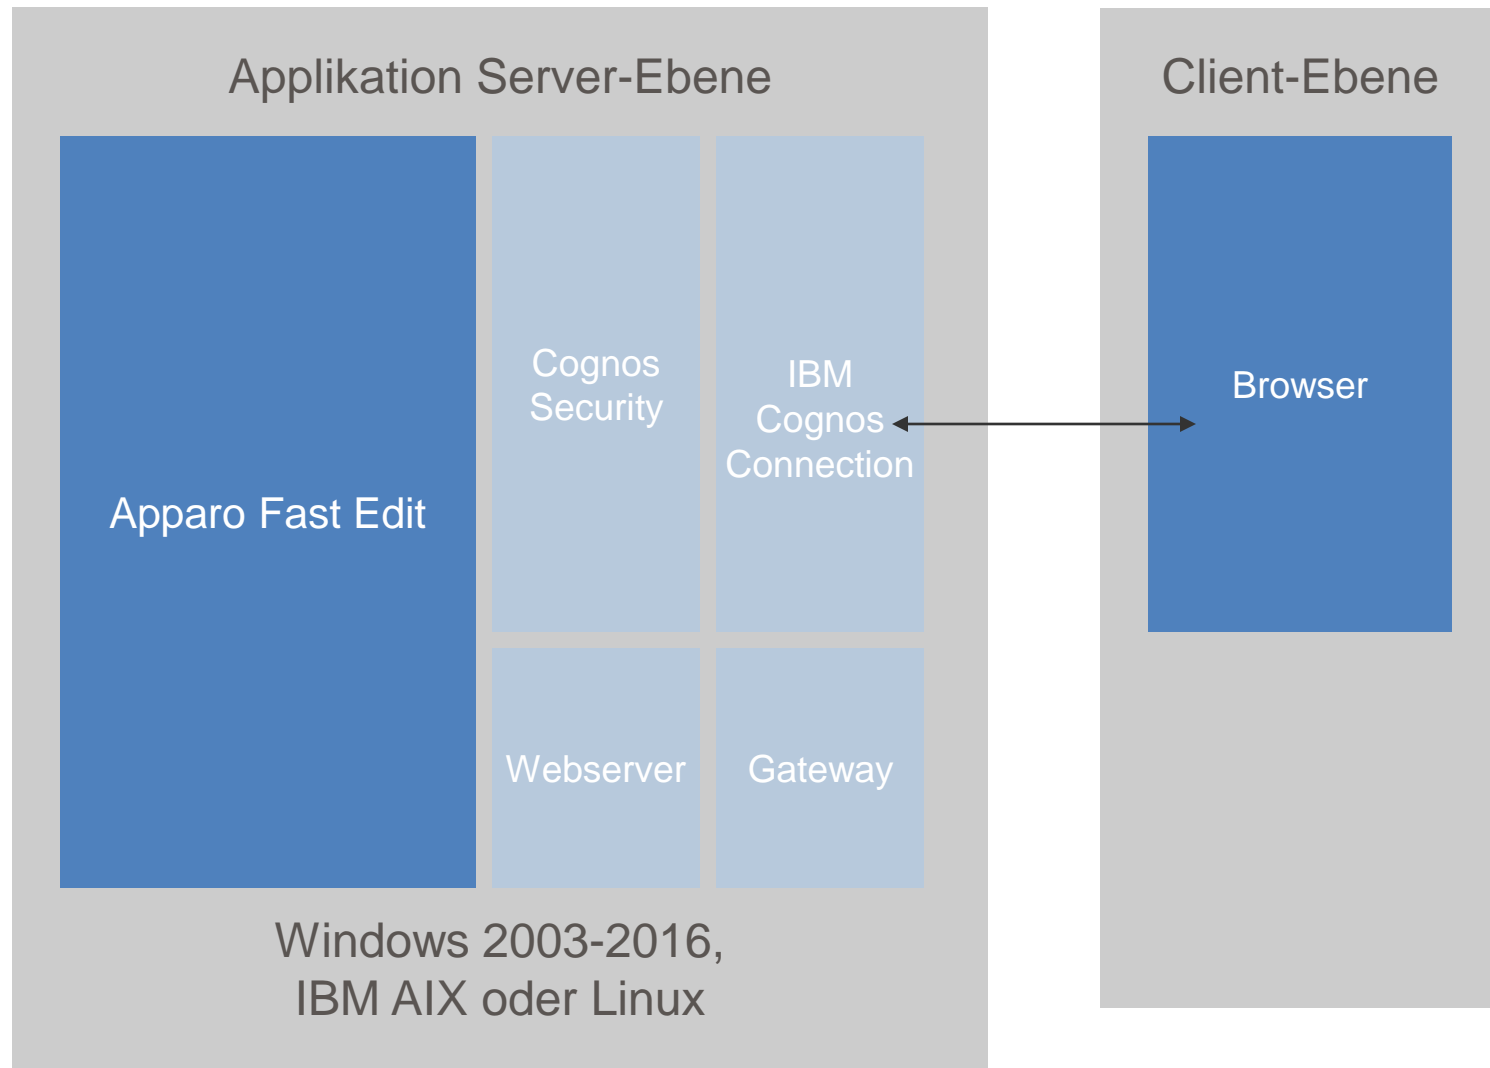 Applikation Server-Ebene
Apparo Fast Edit
Cognos
Security
IBM
Cognos
Connection
Webserver
Gateway
Windows 2003-2016,
IBM AIX oder Linux
Client-Ebene
Browser